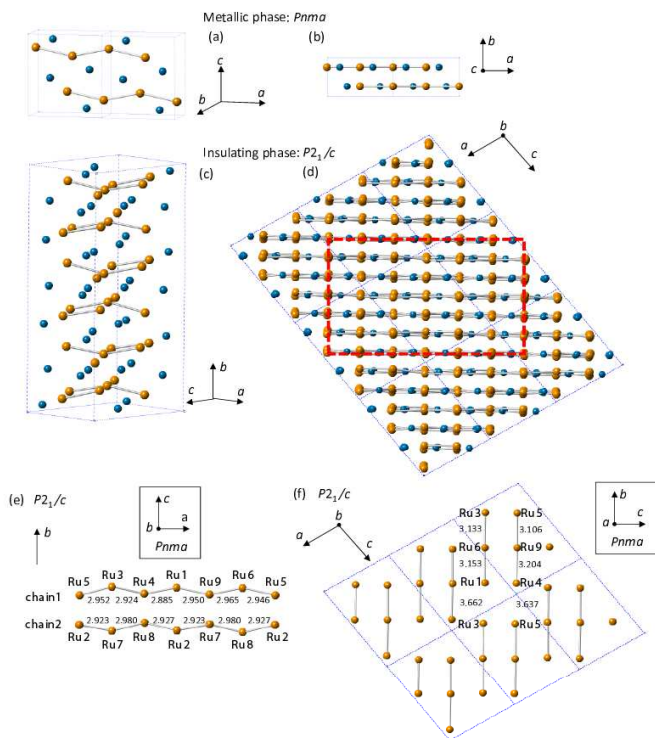 Metallic phase: Pnma
(a)
(b)
c
a
b
b
c
a
Insulating phase: P2₁/c
(c)
(d)
b
a
c
b
c
a
(e) P2₁/c
b
c
b
a
Pnma
Ru5 Ru3 Ru4 Ru1 Ru9 Ru6 Ru5
chain1
2.952 2.924 2.885 2.950 2.965 2.946
2.923 2.980 2.927 2.923 2.980 2.927
chain2
Ru2 Ru7 Ru8 Ru2 Ru7 Ru8 Ru2
(f) P2₁/c
b
a
c
b
a
c
Pnma
Ru3 Ru5
3.133 3.106
Ru6 Ru9
3.153 3.204
Ru1 Ru4
3.662 3.637
Ru3 Ru5